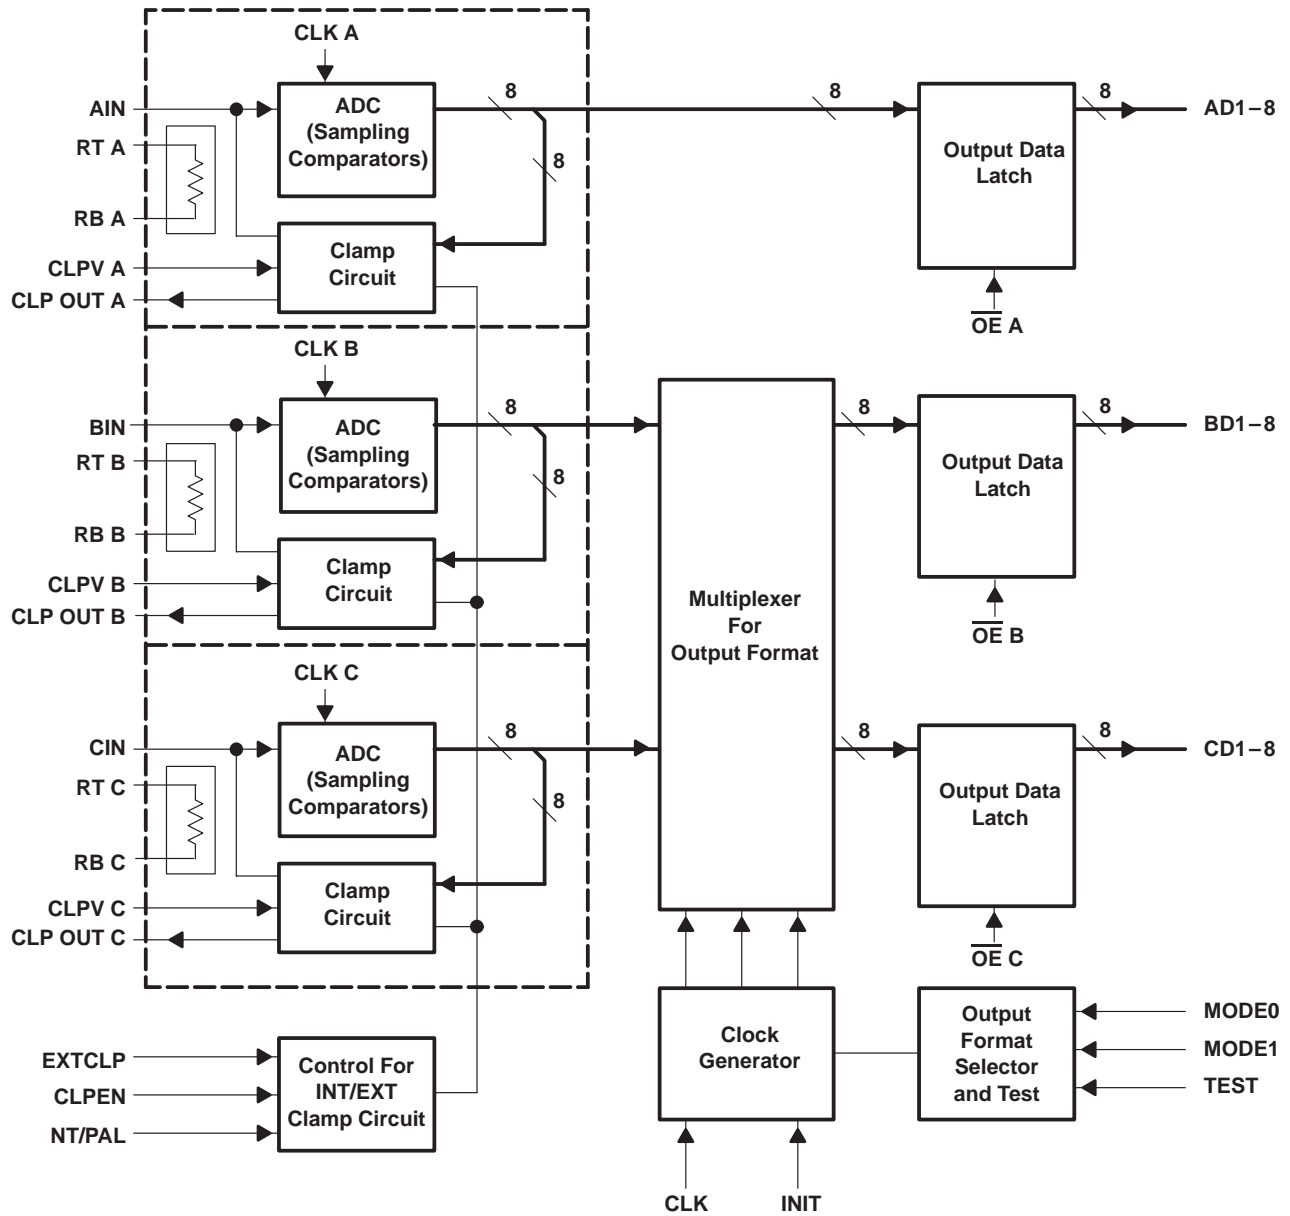 CLK A
AIN
ADC
(Sampling
Comparators)
8
8
8
8
Output Data
Latch
AD1–8
RT A
RB A
CLPV A
CLP OUT A
Clamp
Circuit
OE A
CLK B
BIN
ADC
(Sampling
Comparators)
8
8
8
8
Output Data
Latch
BD1–8
RT B
RB B
CLPV B
CLP OUT B
Clamp
Circuit
Multiplexer
For
Output Format
OE B
CLK C
CIN
ADC
(Sampling
Comparators)
8
8
8
8
Output Data
Latch
CD1–8
RT C
RB C
CLPV C
CLP OUT C
Clamp
Circuit
OE C
EXTCLP
CLPEN
NT/PAL
Control For
INT/EXT
Clamp Circuit
Clock
Generator
Output
Format
Selector
and Test
MODE0
MODE1
TEST
CLK
INIT